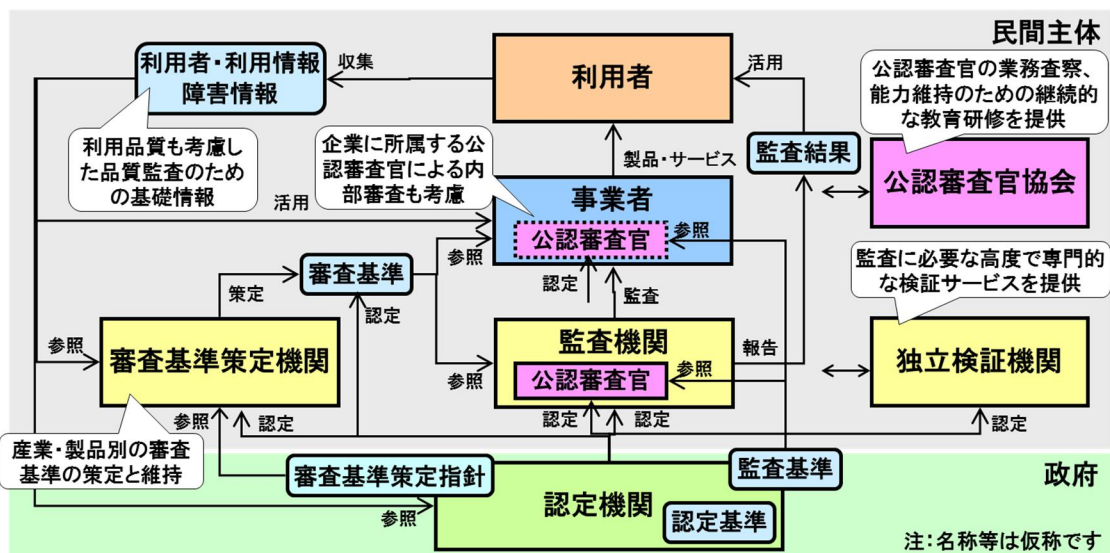 民間主体
利用者・利用情報
障害情報
収集
利用者
活用
公認審査官の業務査察、
能力維持のための継続的
な教育研修を提供
利用品質も考慮し
た品質監査のため
の基礎情報
企業に所属する公
認審査官による内
部審査も考慮
製品・サービス
監査結果
公認審査官協会
活用
事業者
公認審査官
参照
参照
審査基準
策定
認定
認定
監査
監査に必要な高度で専門的
な検証サービスを提供
参照
審査基準策定機関
監査機関
公認審査官
参照
参照
報告
独立検証機関
参照
認定
認定
認定
認定
産業・製品別の審査
基準の策定と維持
審査基準策定指針
監査基準
政府
認定機関
認定基準
参照
注：名称等は仮称です